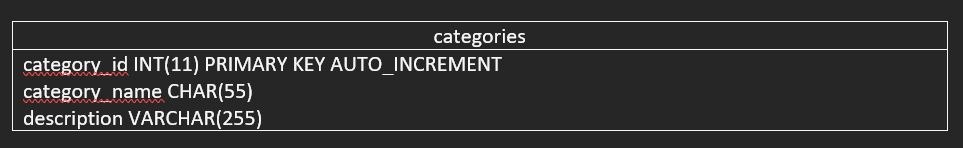 categories
category_id INT(11) PRIMARY KEY AUTO_INCREMENT
category_name CHAR(55)
description VARCHAR(255)